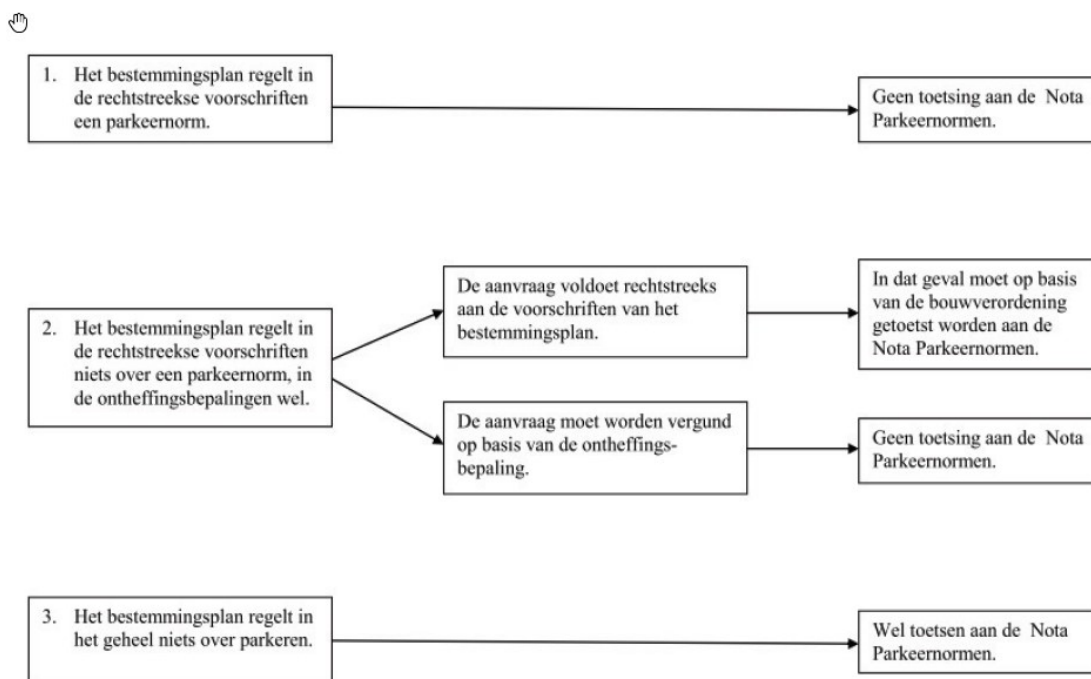 1. Het bestemmingsplan regelt in
de rechtstreekse voorschriften
een parkeernorm.
Geen toetsing aan de Nota
Parkeernormen.
2. Het bestemmingsplan regelt in
de rechtstreekse voorschriften
niets over een parkeernorm, in
de ontheffingsbepalingen wel.
De aanvraag voldoet rechtstreeks
aan de voorschriften van het
bestemmingsplan.
In dat geval moet op basis
van de bouwverordening
getoetst worden aan de
Nota Parkeernormen.
De aanvraag moet worden vergund
op basis van de ontheffings-
bepaling.
Geen toetsing aan de Nota
Parkeernormen.
3. Het bestemmingsplan regelt in
het geheel niets over parkeren.
Wel toetsen aan de Nota
Parkeernormen.